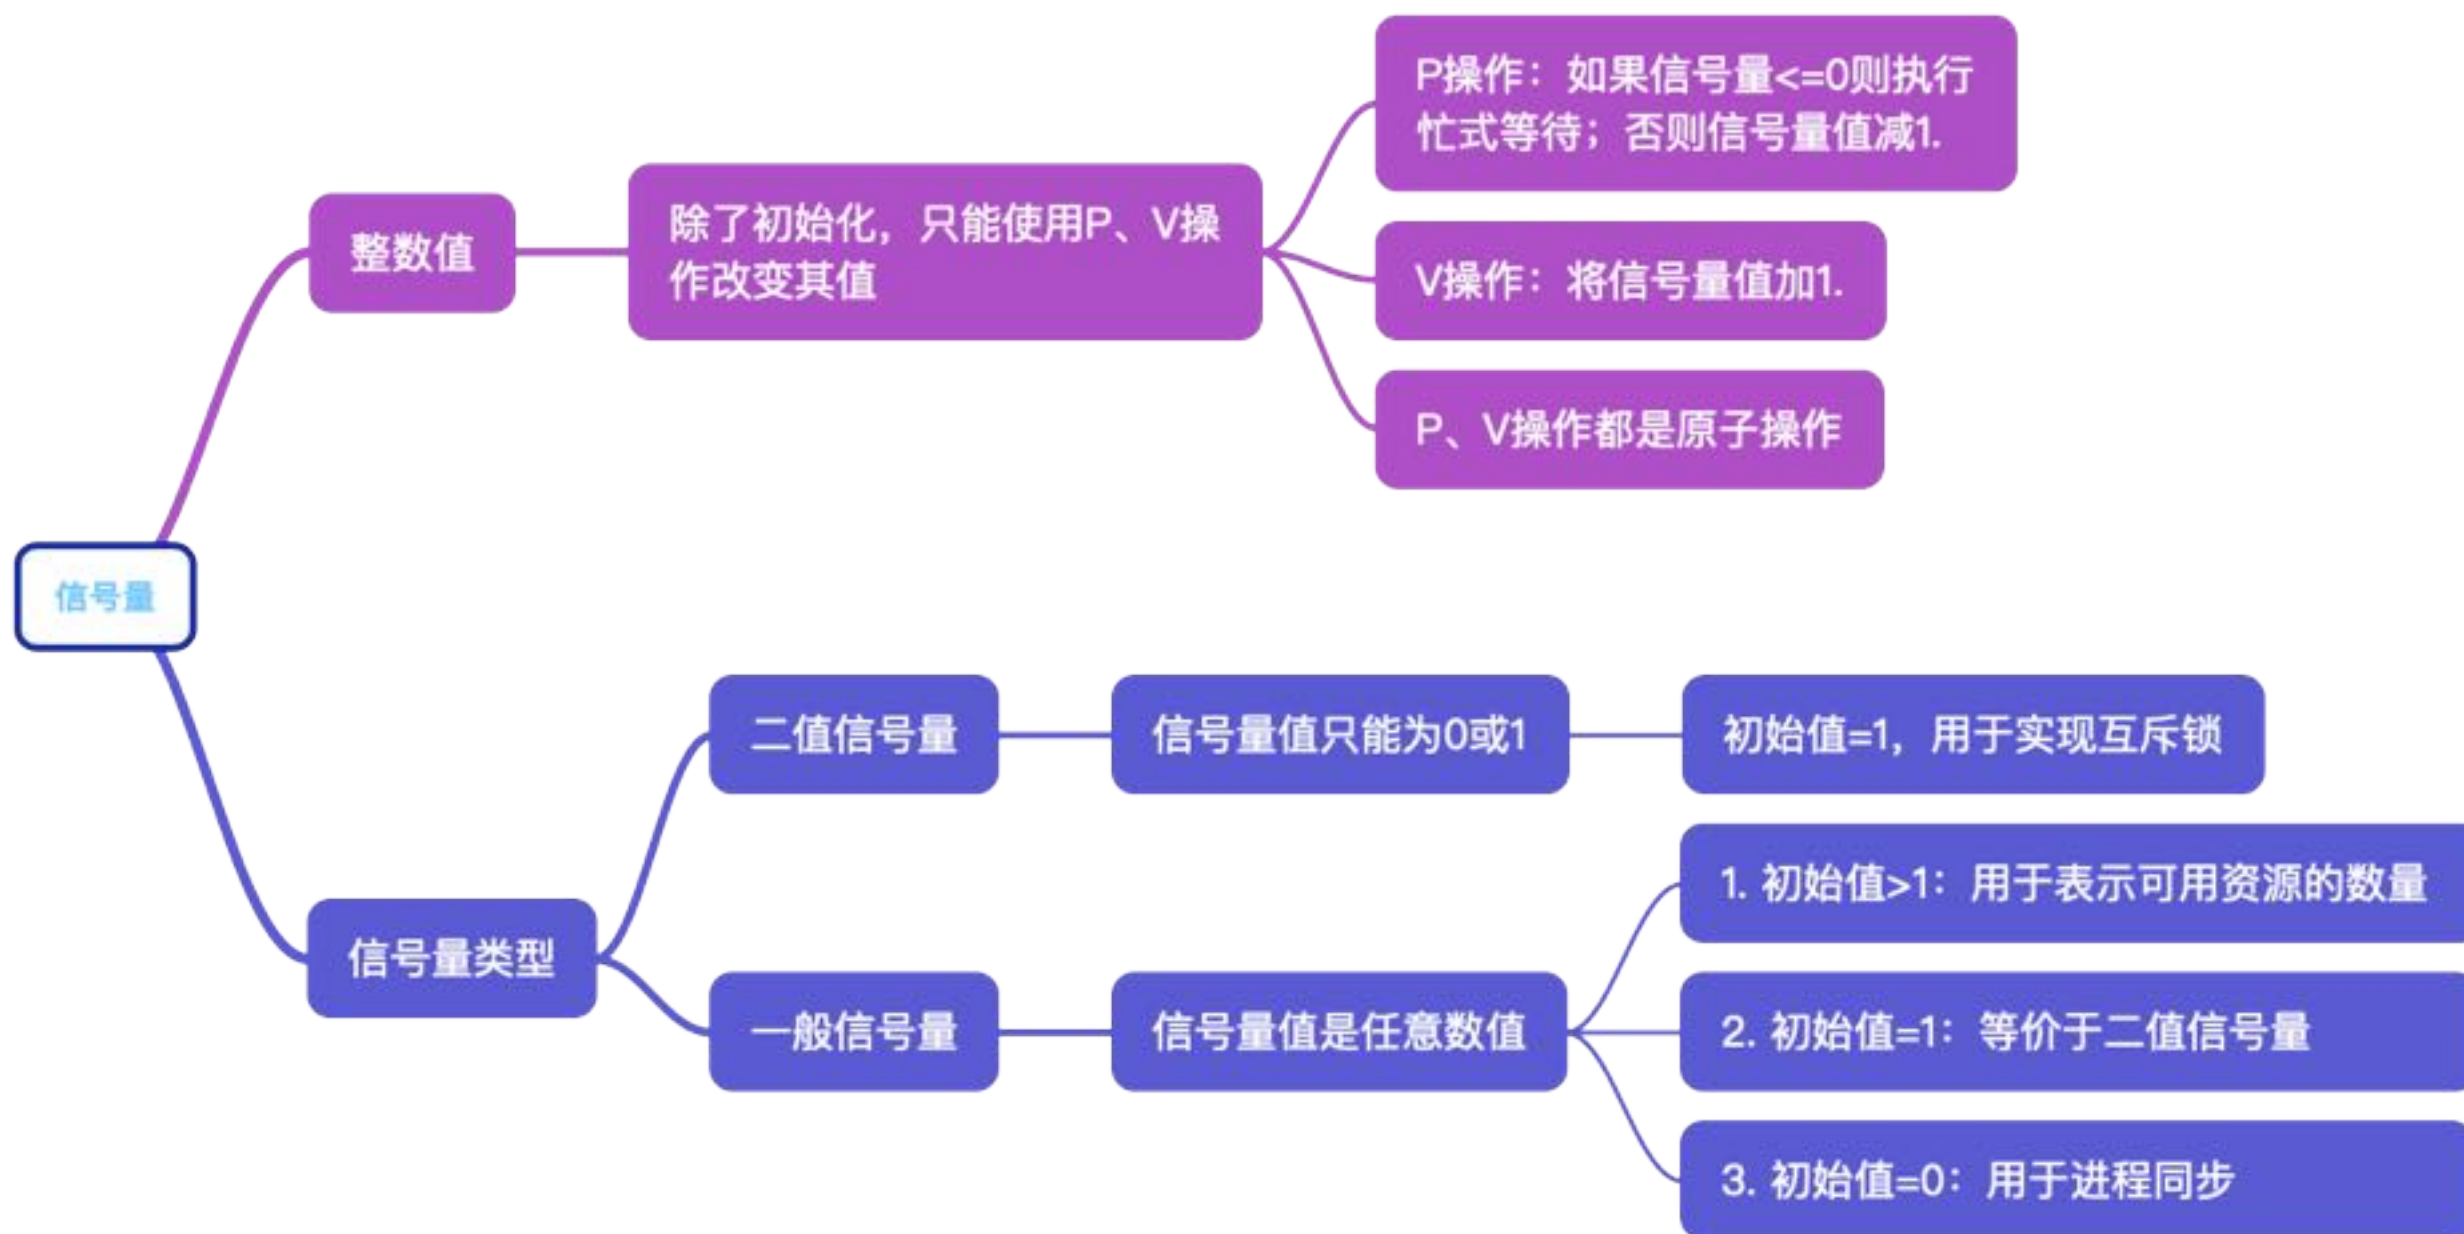 信号量
整数值
除了初始化，只能使用P、V操
作改变其值
P操作：如果信号量<=0则执行
忙式等待；否则信号量值减1.
V操作：将信号量值加1.
P、V操作都是原子操作
信号量类型
二值信号量
信号量值只能为0或1
初始值=1，用于实现互斥锁
一般信号量
信号量值是任意数值
1. 初始值>1：用于表示可用资源的数量
2. 初始值=1：等价于二值信号量
3. 初始值=0：用于进程同步